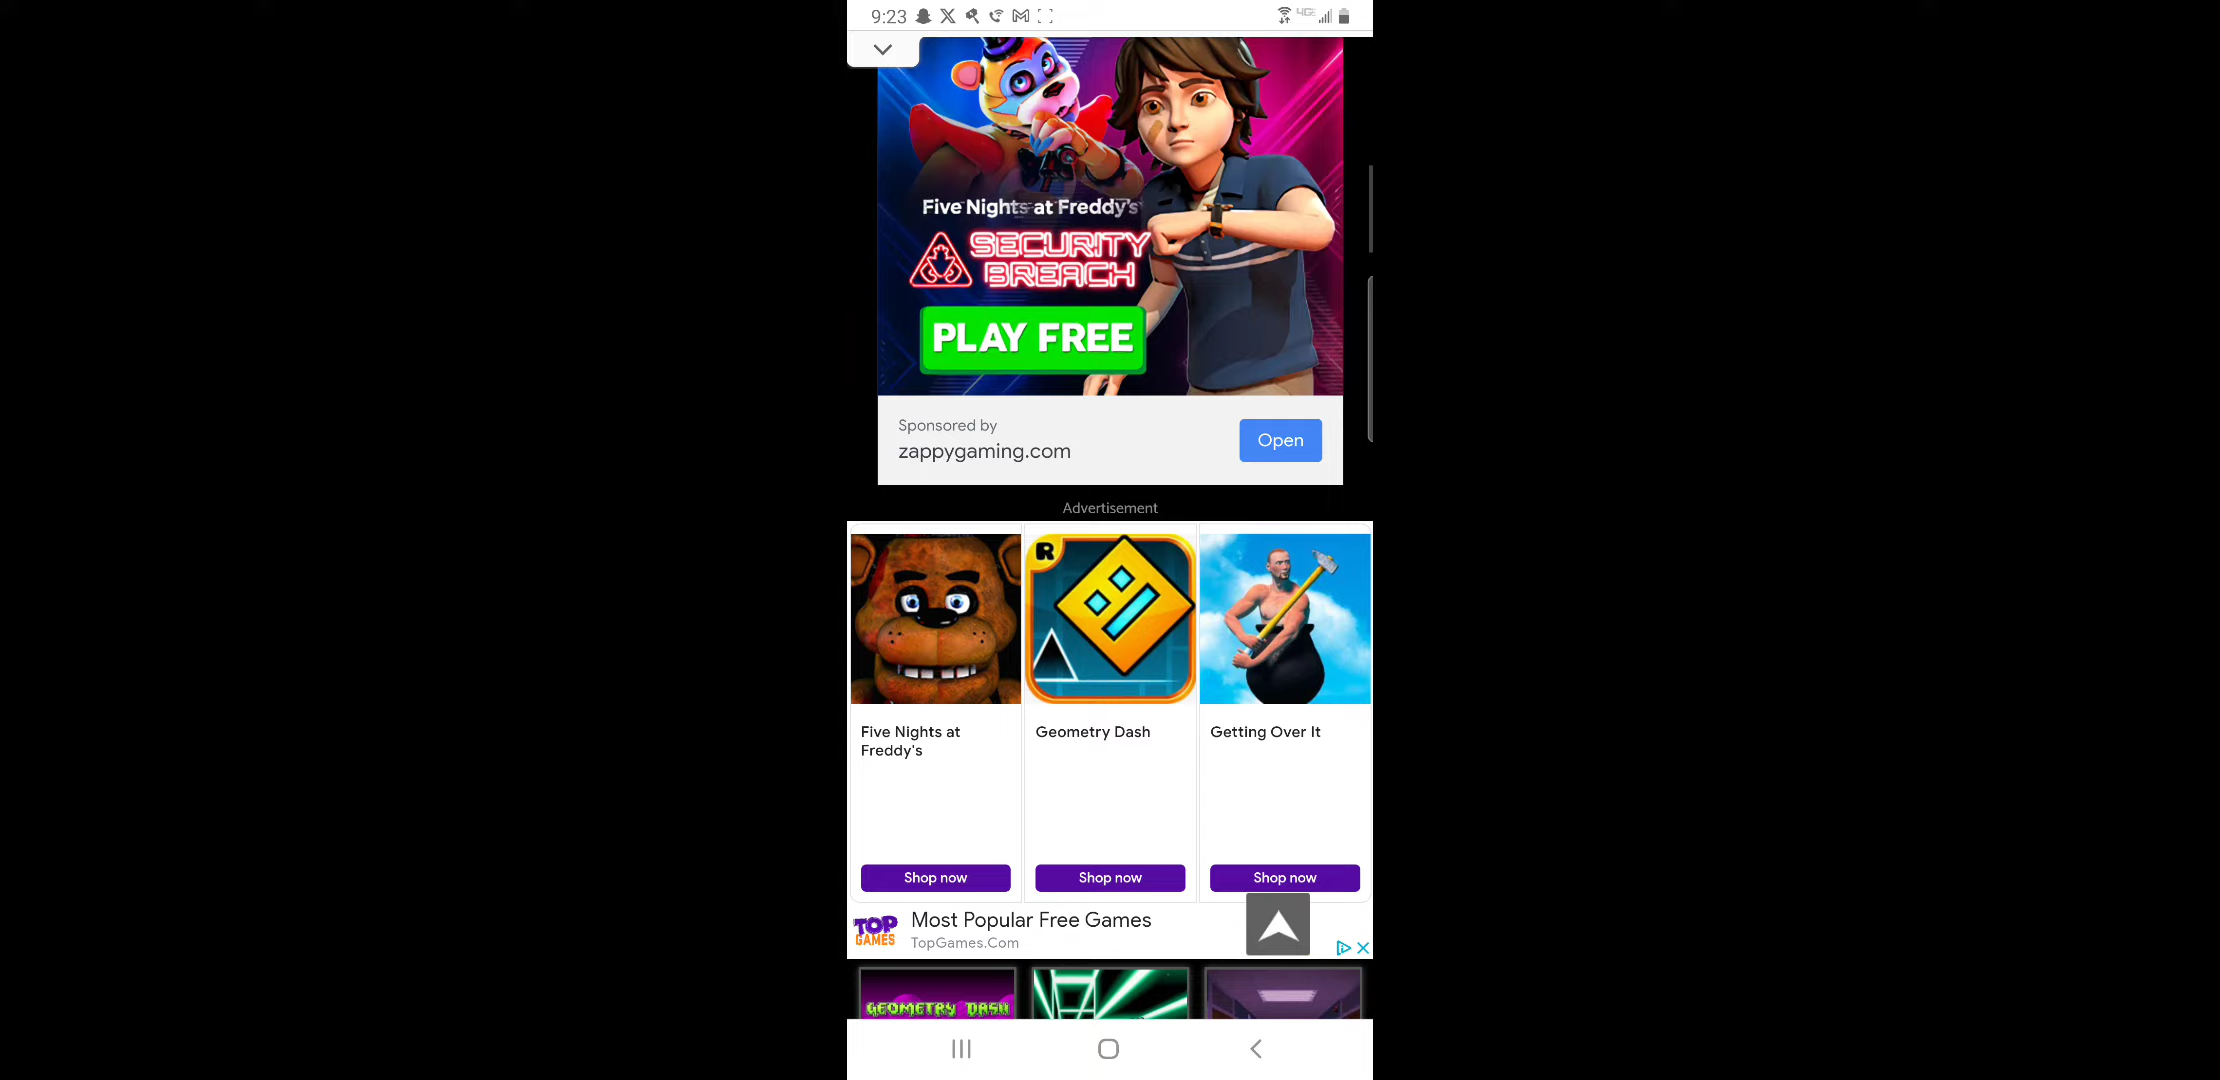 9:23
Five Nights at Freddy's
SECURITY
BREACH
PLAY FREE
Sponsored by
zappygaming.com
Open
Advertisement
R
Five Nights at
Freddy's
Shop now
Geometry Dash
Shop now
Getting Over It
Shop now
TOP
GAMES
Most Popular Free Games
TopGames.Com
GEOMETRY DASH